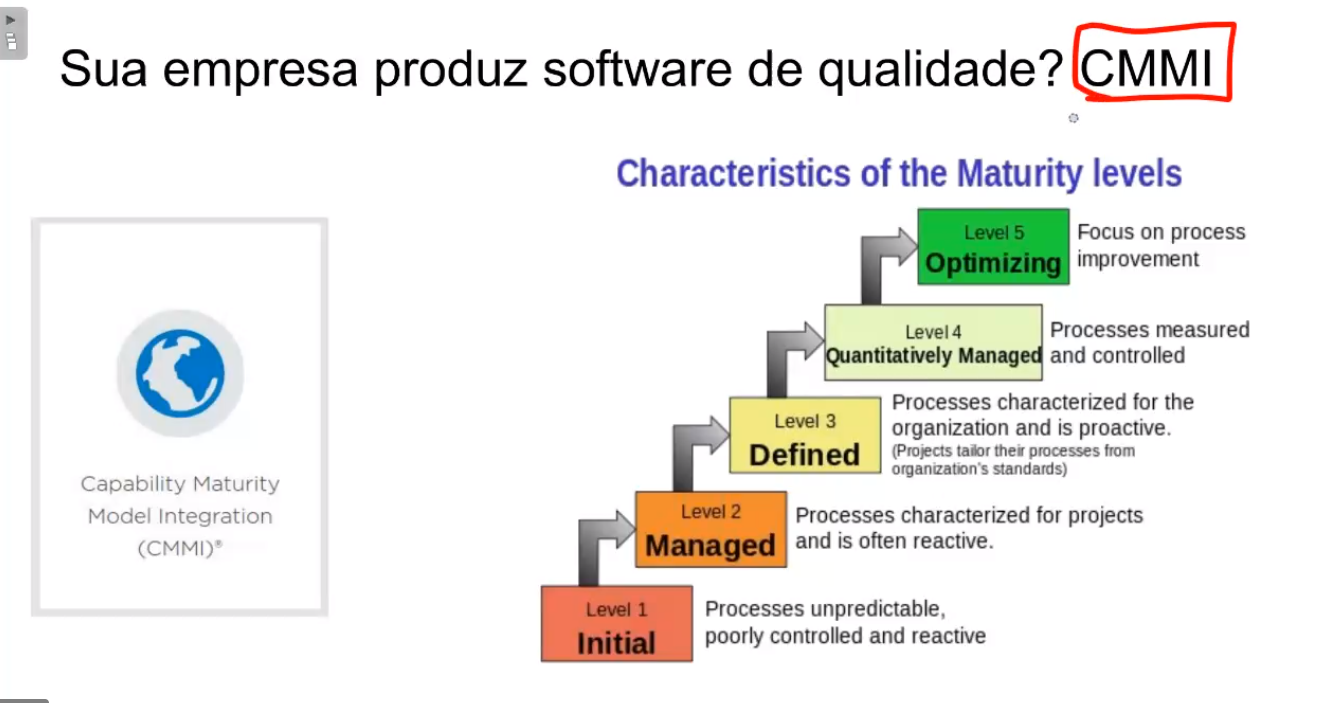 Sua empresa produz software de qualidade? CMMI
Characteristics of the Maturity levels
Capability Maturity
Model Integration
(CMMI)®
Level 5
Optimizing
Focus on process
improvement
Level 4
Quantitatively Managed
Processes measured
and controlled
Level 3
Defined
Processes characterized for the
organization and is proactive.
(Projects tailor their processes from
organization's standards)
Level 2
Managed
Processes characterized for projects
and is often reactive.
Level 1
Initial
Processes unpredictable,
poorly controlled and reactive